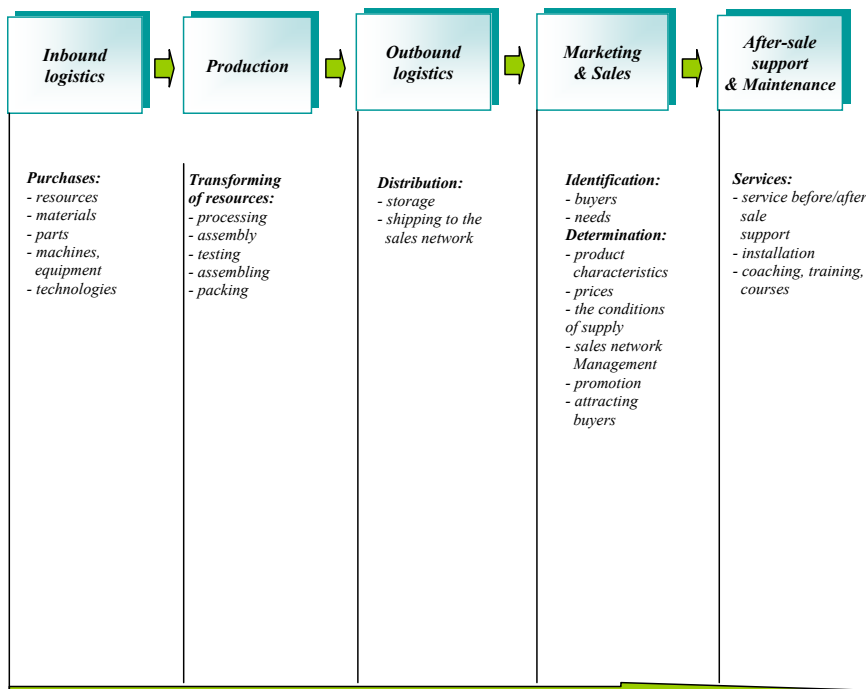 Inbound
logistics
Production
Outbound
logistics
Marketing
& Sales
After-sale
support
& Maintenance
Purchases:
- resources
- materials
- parts
- machines,
equipment
- technologies
Transforming
of resources:
- processing
- assembly
- testing
- assembling
- packing
Distribution:
- storage
- shipping to the
sales network
Identification:
- buyers
- needs
Determination:
- product
characteristics
- prices
- the conditions
of supply
- sales network
Management
- promotion
- attracting
buyers
Services:
- service before/after
sale
support
- installation
- coaching, training,
courses